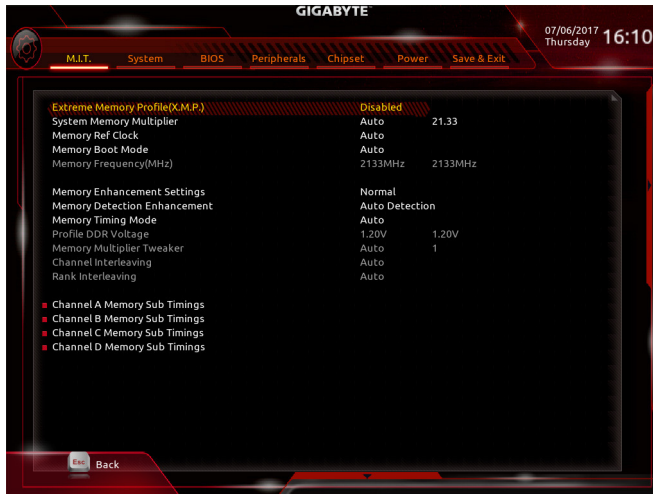 GIGABYTE™
07/06/2017 Thursday 16:10
M.I.T. System BIOS Peripherals Chipset Power Save & Exit
Extreme Memory Profile(X.M.P.) Disabled
System Memory Multiplier Auto 21.33
Memory Ref Clock Auto
Memory Boot Mode Auto
Memory Frequency(MHz) 2133MHz 2133MHz
Memory Enhancement Settings Normal
Memory Detection Enhancement Auto Detection
Memory Timing Mode Auto
Profile DDR Voltage 1.20V 1.20V
Memory Multiplier Tweaker Auto 1
Channel Interleaving Auto
Rank Interleaving Auto
Channel A Memory Sub Timings
Channel B Memory Sub Timings
Channel C Memory Sub Timings
Channel D Memory Sub Timings
Esc Back